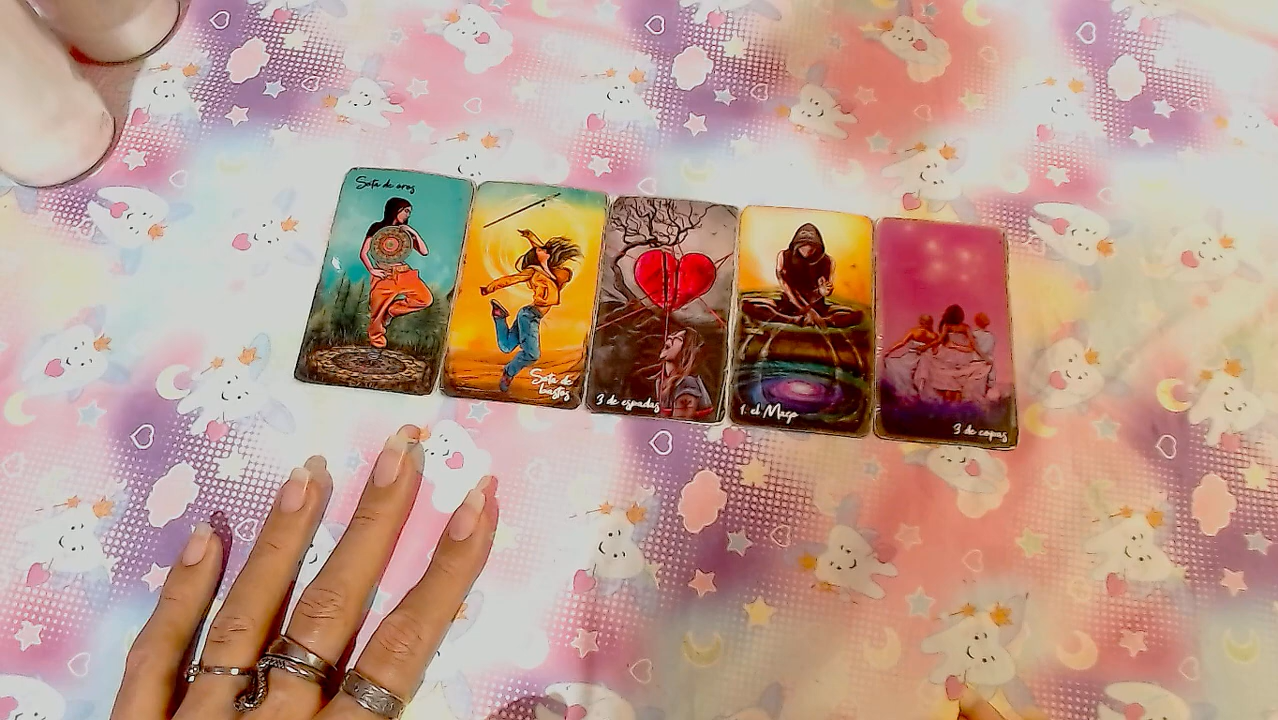 Sota de oros
Sota de
bastos
3 de espadas
1. el Mago
3 de copas